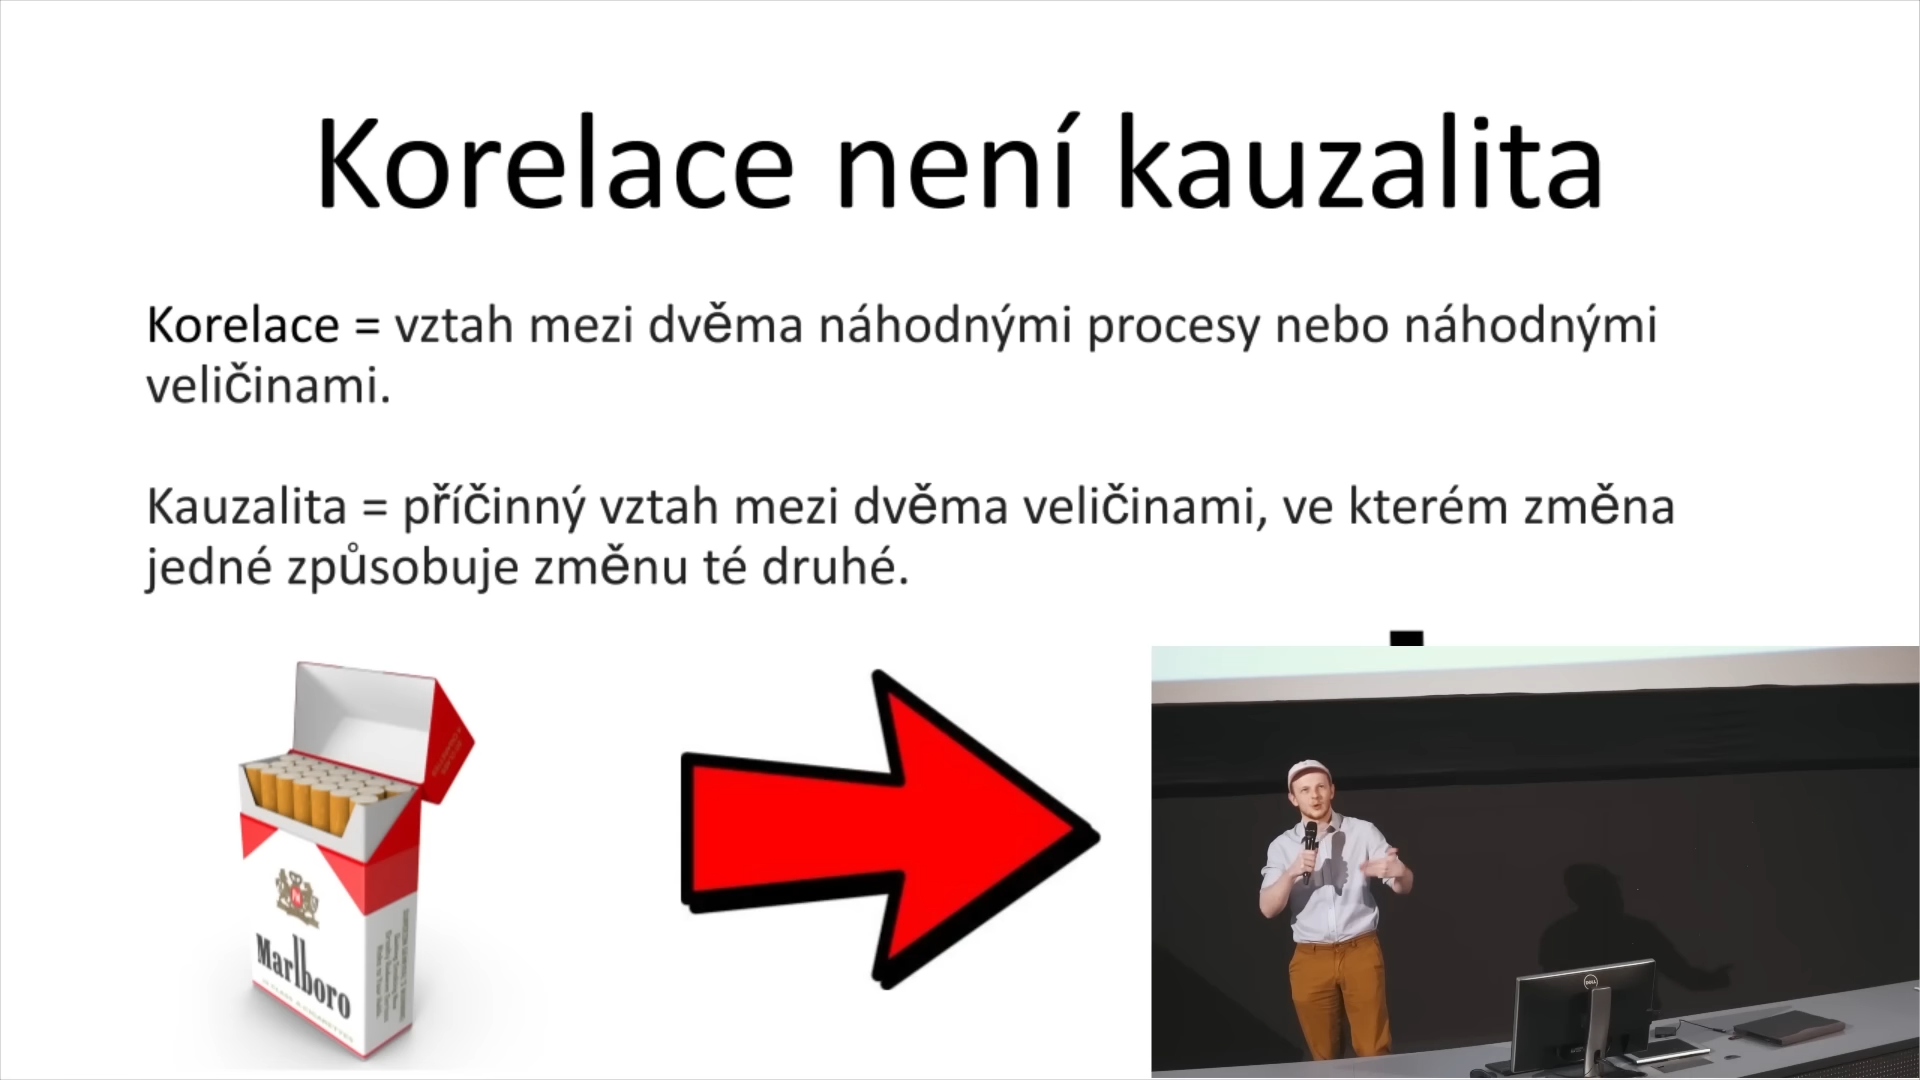 Korelace není kauzalita
Korelace = vztah mezi dvěma náhodnými procesy nebo náhodnými
veličinami.
Kauzalita = příčinný vztah mezi dvěma veličinami, ve kterém změna
jedné způsobuje změnu té druhé.
Marlboro
DELL